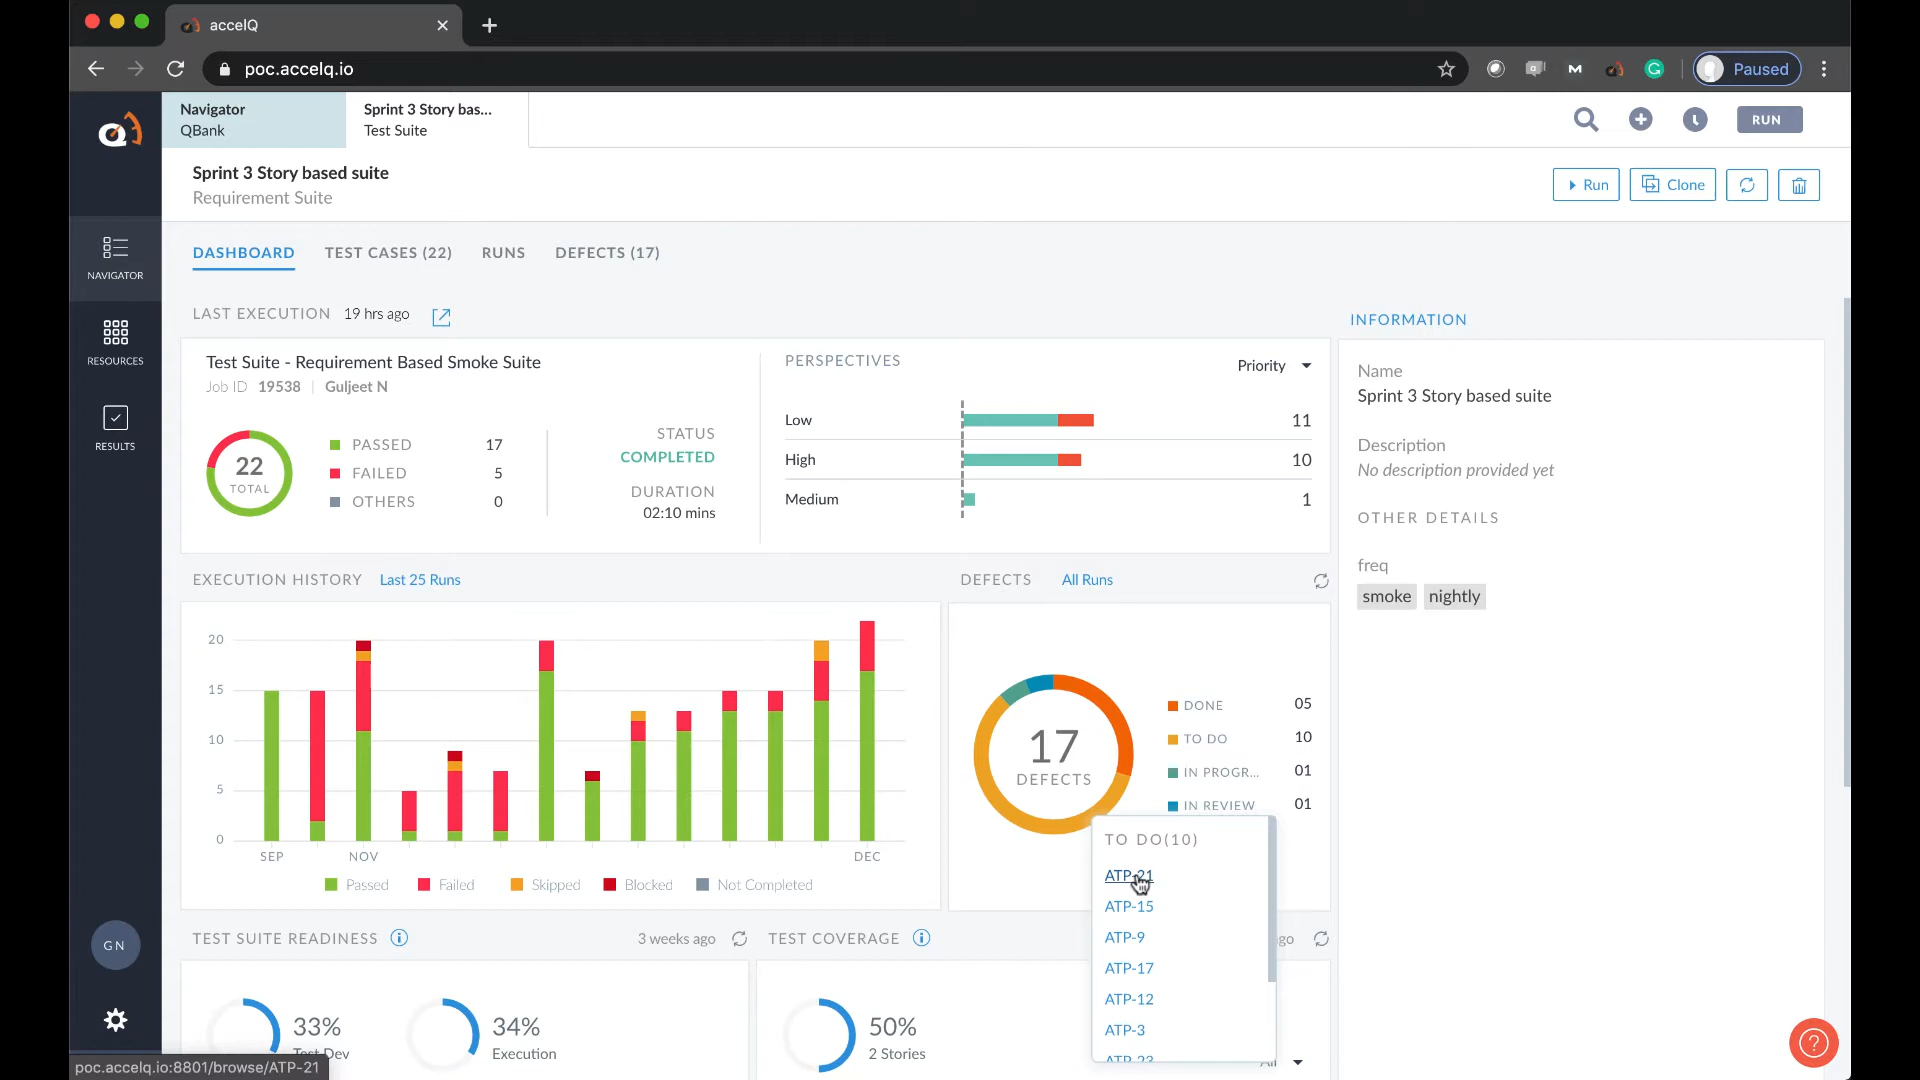 accelQ
poc.accelq.io
Paused
Navigator
QBank
Sprint 3 Story bas...
Test Suite
RUN
Sprint 3 Story based suite
Requirement Suite
Run
Clone
NAVIGATOR
RESOURCES
RESULTS
DASHBOARD
TEST CASES (22)
RUNS
DEFECTS (17)
LAST EXECUTION
19 hrs ago
Test Suite - Requirement Based Smoke Suite
Job ID 19538 | Guljeet N
22
TOTAL
PASSED 17
FAILED 5
OTHERS 0
STATUS
COMPLETED
DURATION
02:10 mins
PERSPECTIVES
Priority
Low 11
High 10
Medium 1
INFORMATION
Name
Sprint 3 Story based suite
Description
No description provided yet
OTHER DETAILS
freq
smoke nightly
EXECUTION HISTORY
Last 25 Runs
20
15
10
5
0
SEP
NOV
DEC
Passed
Failed
Skipped
Blocked
Not Completed
DEFECTS
All Runs
17
DEFECTS
DONE 05
TO DO 10
IN PROGR... 01
IN REVIEW 01
TO DO(10)
ATP-21
ATP-15
ATP-9
ATP-17
ATP-12
ATP-3
ATP-23
TEST SUITE READINESS
3 weeks ago
TEST COVERAGE
ago
33%
Test Dev
34%
Execution
50%
2 Stories
All
GN
poc.accelq.io:8801/browse/ATP-21